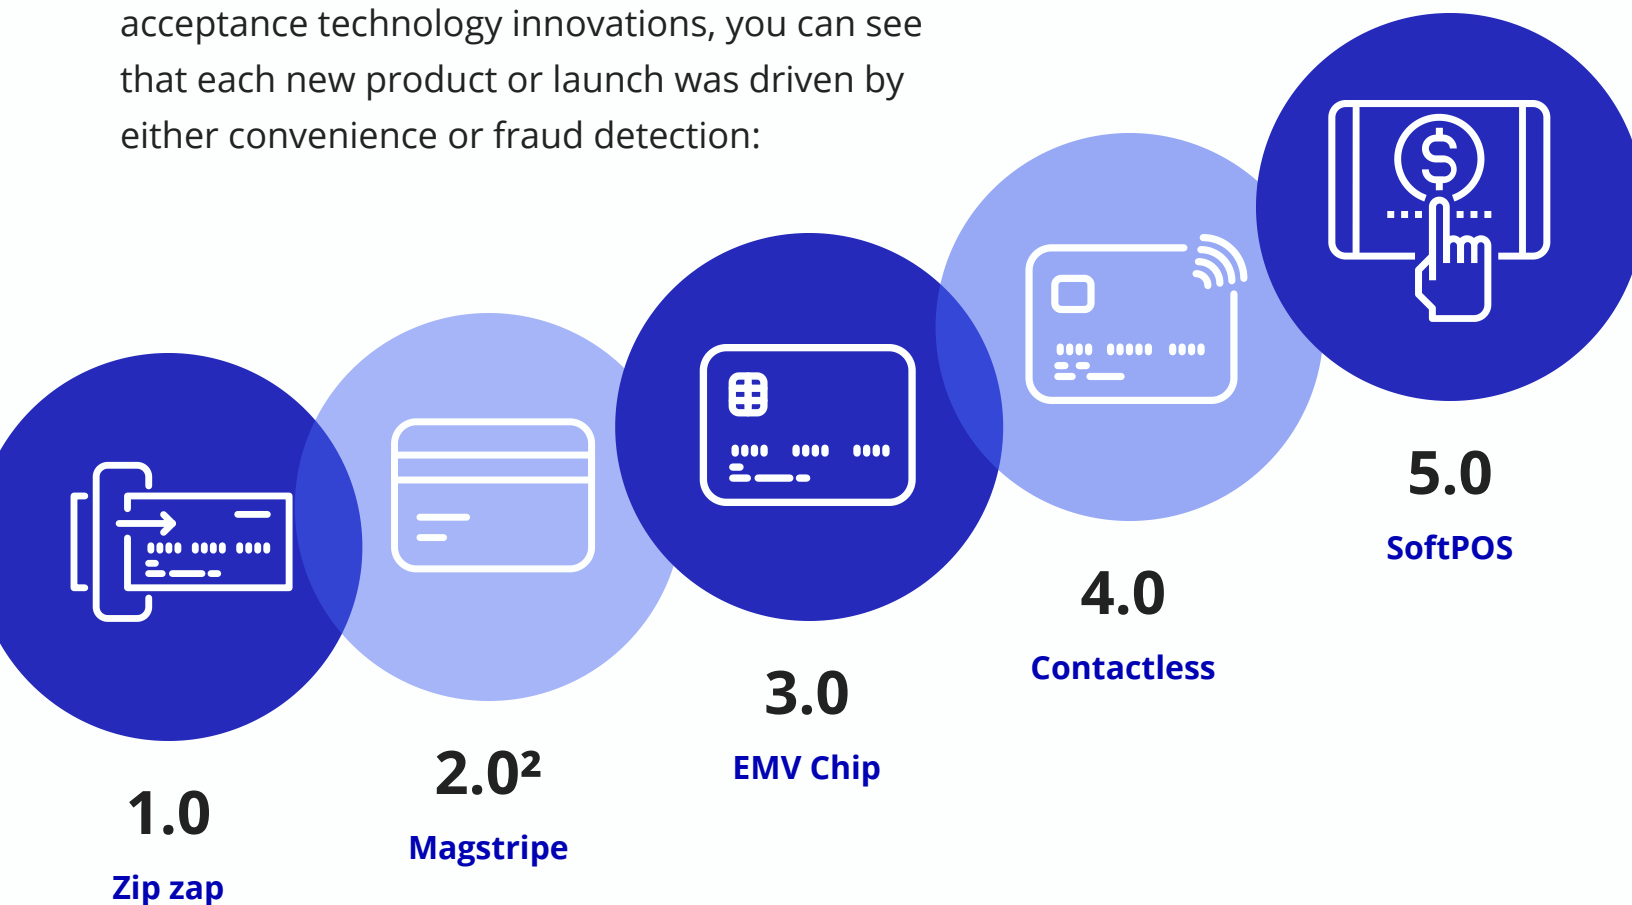 acceptance technology innovations, you can see
that each new product or launch was driven by
either convenience or fraud detection:
1.0
Zip zap
2.0²
Magstripe
3.0
EMV Chip
4.0
Contactless
5.0
SoftPOS